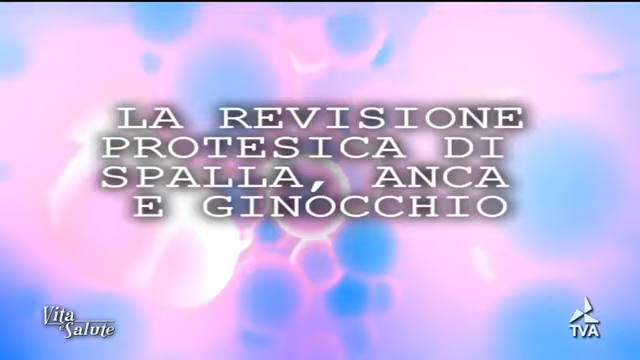 LA REVISIONE
PROTESICA DI
SPALLA, ANCA
E GINOCCHIO
Vita
e Salute
TVA